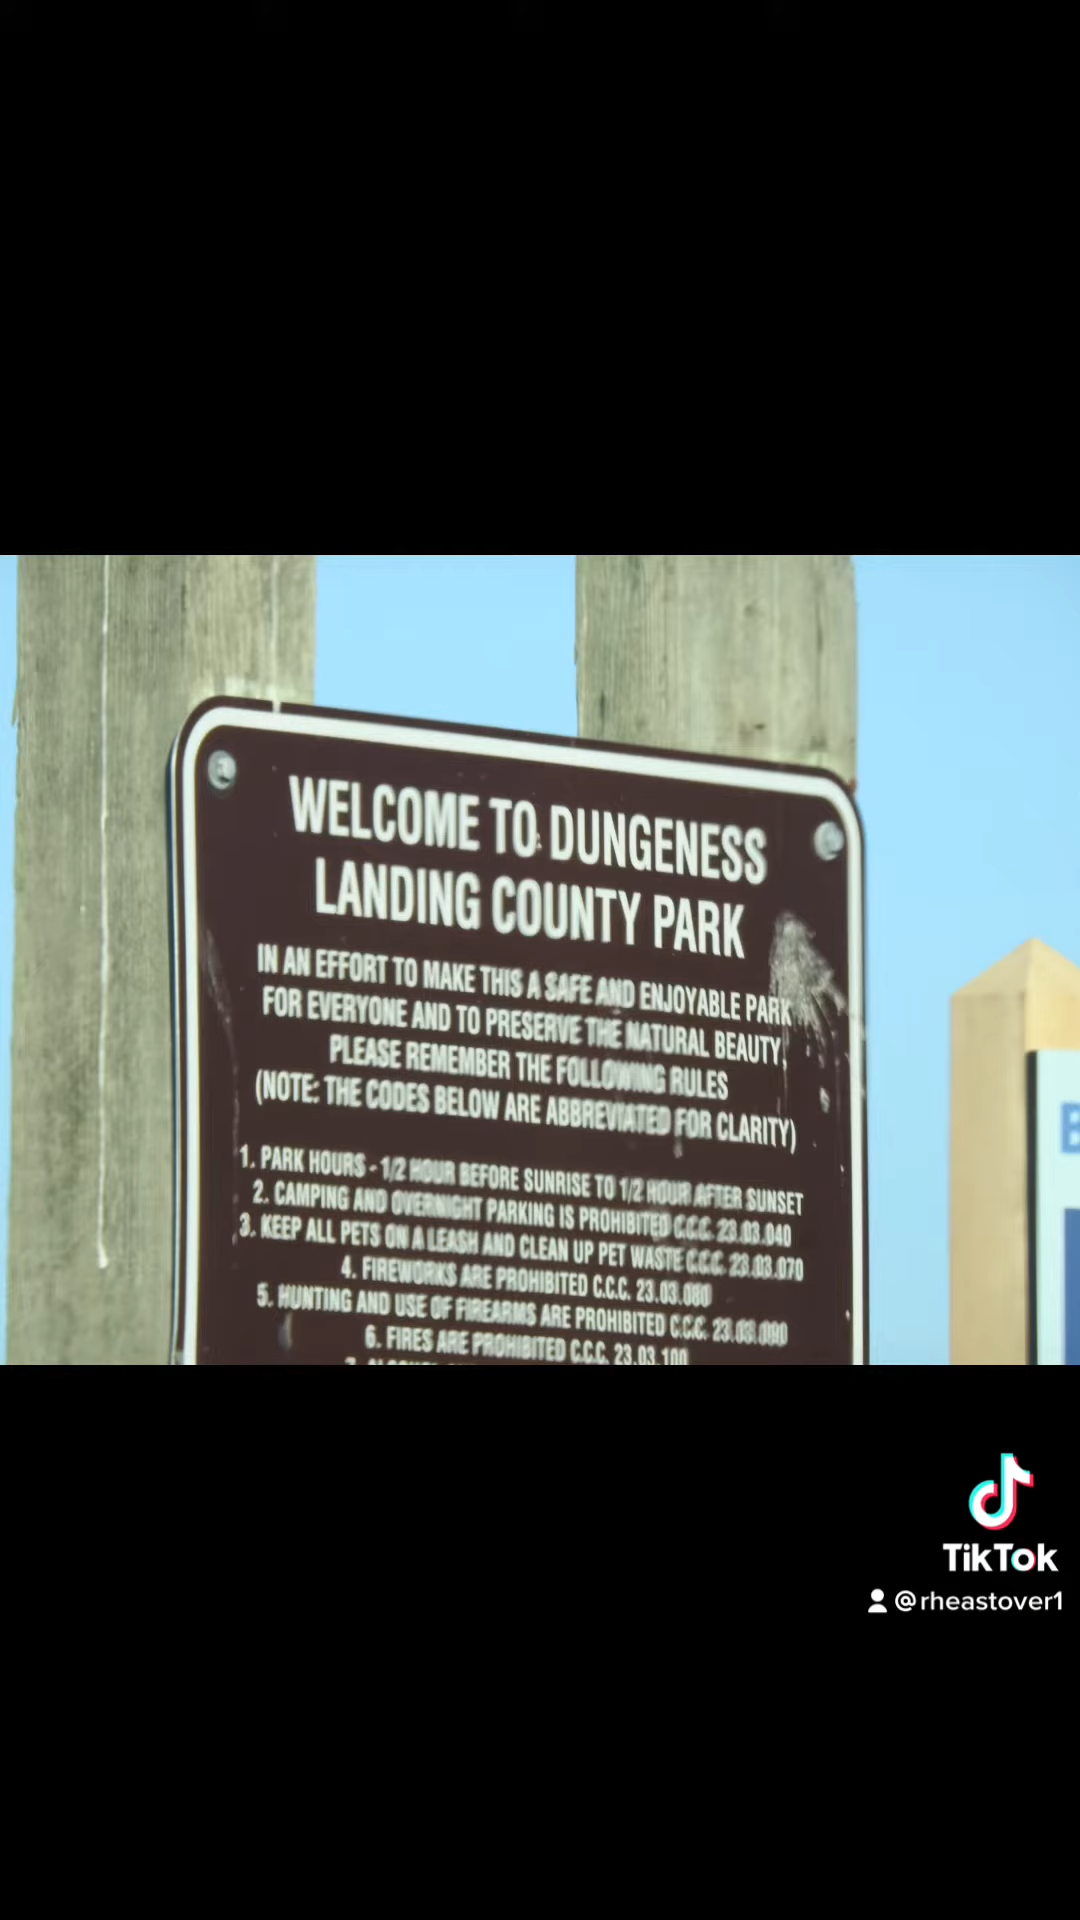 WELCOME TO DUNGENESS
LANDING COUNTY PARK
IN AN EFFORT TO MAKE THIS A SAFE AND ENJOYABLE PARK
FOR EVERYONE AND TO PRESERVE THE NATURAL BEAUTY,
PLEASE REMEMBER THE FOLLOWING RULES
(NOTE: THE CODES BELOW ARE ABBREVIATED FOR CLARITY)
1. PARK HOURS - 1/2 HOUR BEFORE SUNRISE TO 1/2 HOUR AFTER SUNSET
2. CAMPING AND OVERNIGHT PARKING IS PROHIBITED C.C.C. 23.03.040
3. KEEP ALL PETS ON A LEASH AND CLEAN UP PET WASTE C.C.C. 23.03.070
4. FIREWORKS ARE PROHIBITED C.C.C. 23.03.080
5. HUNTING AND USE OF FIREARMS ARE PROHIBITED C.C.C.
6. FIRES ARE PROHIBITED C.C.C. 23.03.100
TikTok
@rheastover1